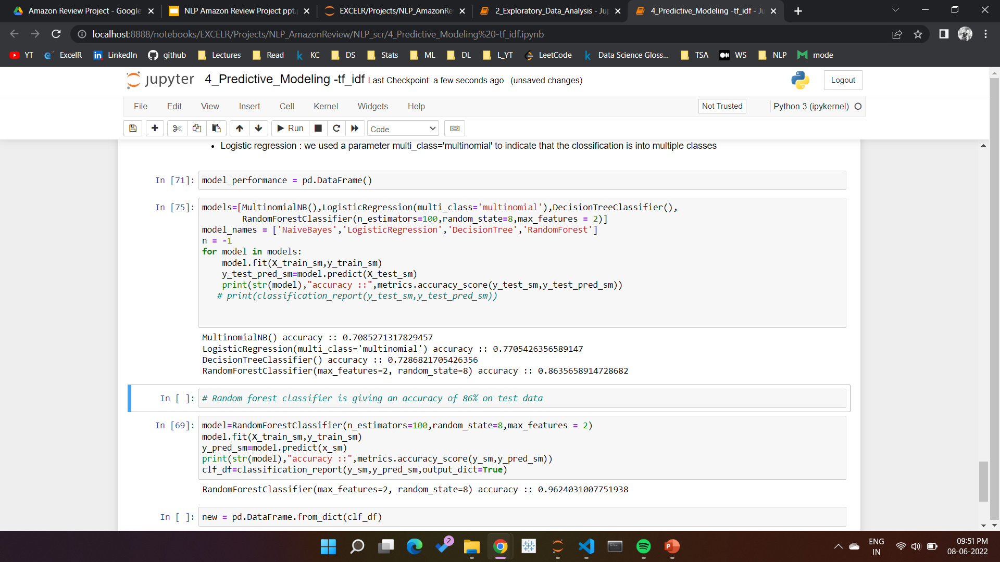 Amazon Review Project - Google
NLP Amazon Review Project ppt.
EXCELR/Projects/NLP_AmazonRe
2_Exploratory_Data_Analysis - Jup
4_Predictive_Modeling -tf_idf - Ju
localhost:8888/notebooks/EXCELR/Projects/NLP_AmazonReview/NLP_scr/4_Predictive_Modeling%20-tf_idf.ipynb
YT ExcelR LinkedIn github Lectures Read KC DS Stats ML DL L_YT LeetCode Data Science Gloss... TSA WS NLP mode
jupyter 4_Predictive_Modeling -tf_idf Last Checkpoint: a few seconds ago (unsaved changes)
Logout
File Edit View Insert Cell Kernel Widgets Help
Not Trusted
Python 3 (ipykernel)
Run
Code
• Logistic regression : we used a parameter multi_class='multinomial' to indicate that the clossification is into multiple classes
In [71]: model_performance = pd.DataFrame()
In [75]: models=[MultinomialNB(),LogisticRegression(multi_class='multinomial'),DecisionTreeClassifier(),
RandomForestClassifier(n_estimators=100,random_state=8,max_features = 2)]
model_names = ['NaiveBayes','LogisticRegression','DecisionTree','RandomForest']
n = -1
for model in models:
model.fit(X_train_sm,y_train_sm)
y_test_pred_sm=model.predict(X_test_sm)
print(str(model),"accuracy ::",metrics.accuracy_score(y_test_sm,y_test_pred_sm))
# print(classification_report(y_test_sm,y_test_pred_sm))
MultinomialNB() accuracy :: 0.7085271317829457
LogisticRegression(multi_class='multinomial') accuracy :: 0.7705426356589147
DecisionTreeClassifier() accuracy :: 0.7286821705426356
RandomForestClassifier(max_features=2, random_state=8) accuracy :: 0.8635658914728682
In [ ]: # Random forest classifier is giving an accuracy of 86% on test data
In [69]: model=RandomForestClassifier(n_estimators=100,random_state=8,max_features = 2)
model.fit(X_train_sm,y_train_sm)
y_pred_sm=model.predict(x_sm)
print(str(model),"accuracy ::",metrics.accuracy_score(y_sm,y_pred_sm))
clf_df=classification_report(y_sm,y_pred_sm,output_dict=True)
RandomForestClassifier(max_features=2, random_state=8) accuracy :: 0.9624031007751938
In [ ]: new = pd.DataFrame.from_dict(clf_df)
2
ENG
IN
09:51 PM
08-06-2022